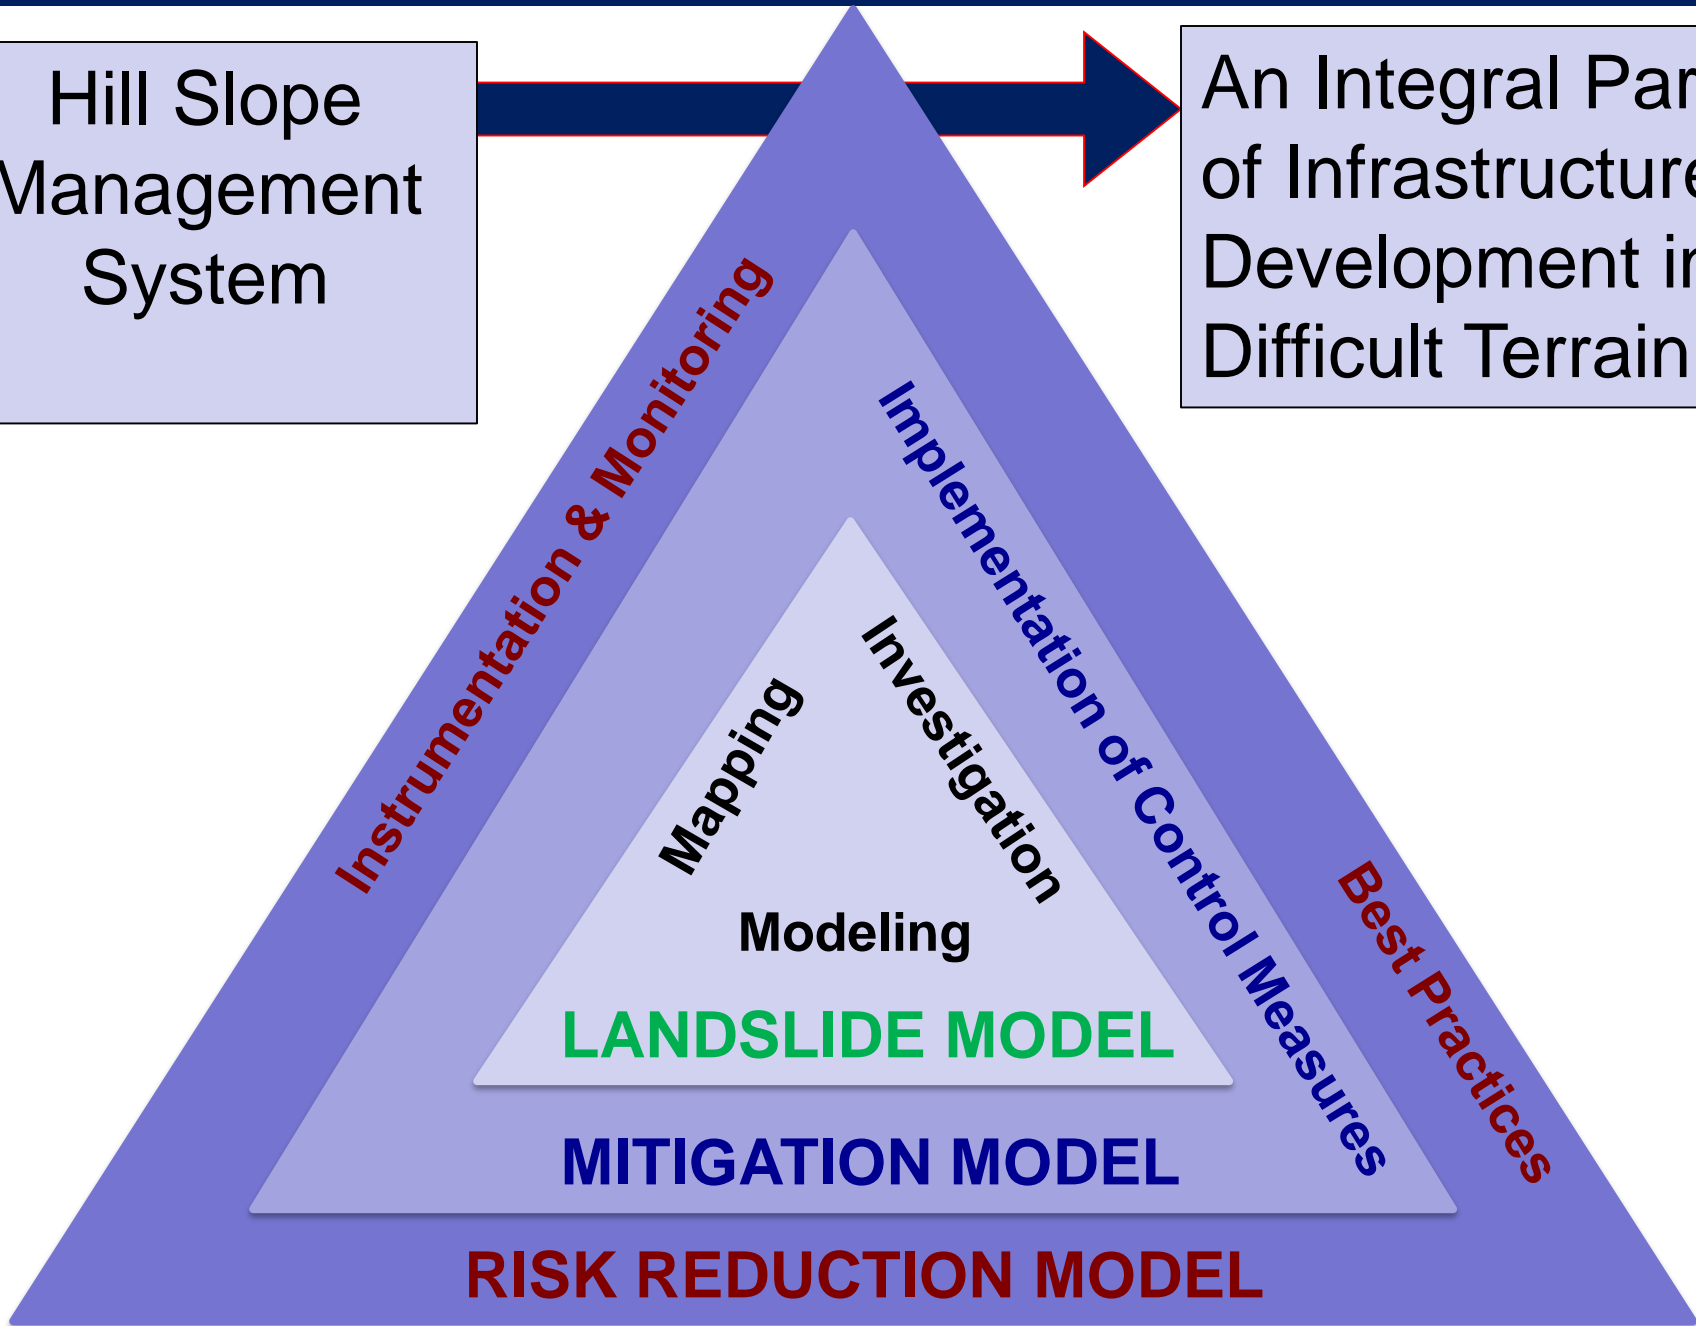 Hill Slope
Management
System
An Integral Par
of Infrastructure
Development in
Difficult Terrain
Instrumentation & Monitoring
Implementation of Control Measures
Best Practices
Mapping
Investigation
Modeling
LANDSLIDE MODEL
MITIGATION MODEL
RISK REDUCTION MODEL